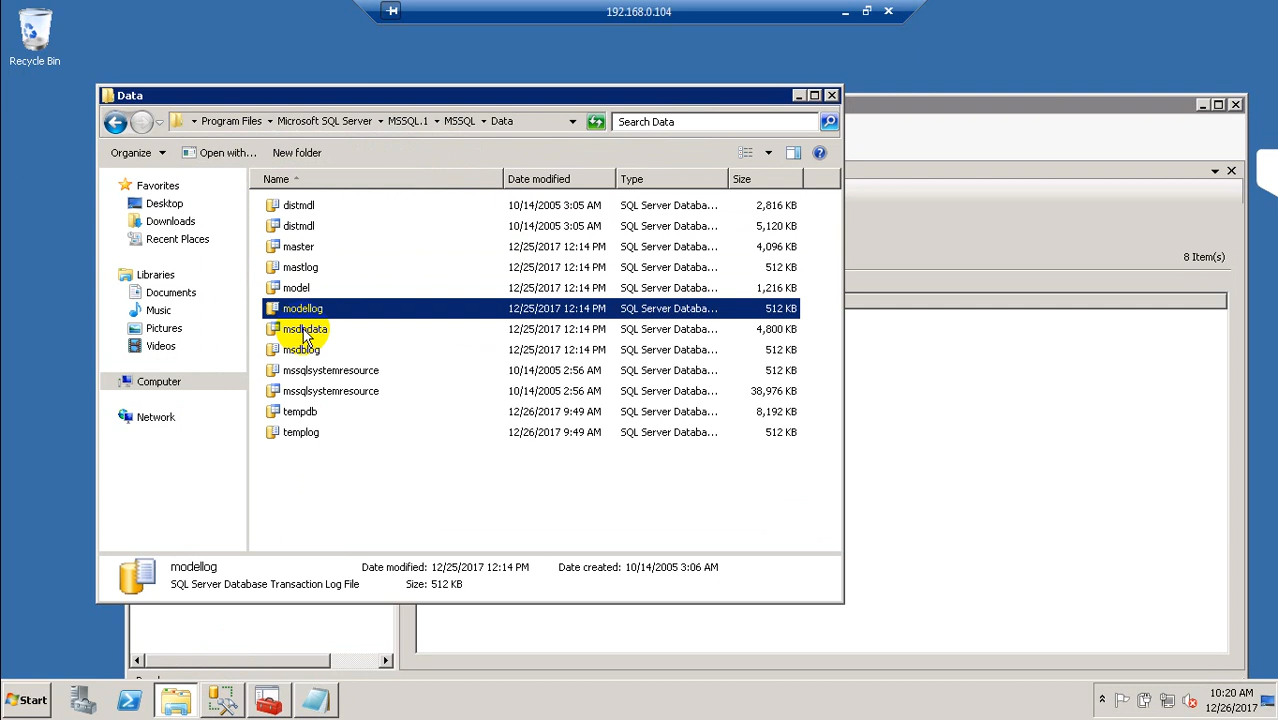 192.168.0.104
Recycle Bin
Data
Program Files
Microsoft SQL Server
MSSQL.1
MSSQL
Data
Search Data
Organize
Open with...
New folder
Name
Date modified
Type
Size
Favorites
Desktop
Downloads
Recent Places
Libraries
Documents
Music
Pictures
Videos
Computer
Network
distmdl 10/14/2005 3:05 AM SQL Server Databa... 2,816 KB
distmdl 10/14/2005 3:05 AM SQL Server Databa... 5,120 KB
master 12/25/2017 12:14 PM SQL Server Databa... 4,096 KB
mastlog 12/25/2017 12:14 PM SQL Server Databa... 512 KB
model 12/25/2017 12:14 PM SQL Server Databa... 1,216 KB
modellog 12/25/2017 12:14 PM SQL Server Databa... 512 KB
msdbdata 12/25/2017 12:14 PM SQL Server Databa... 4,800 KB
msdblog 12/25/2017 12:14 PM SQL Server Databa... 512 KB
mssqlsystemresource 10/14/2005 2:56 AM SQL Server Databa... 512 KB
mssqlsystemresource 10/14/2005 2:56 AM SQL Server Databa... 38,976 KB
tempdb 12/26/2017 9:49 AM SQL Server Databa... 8,192 KB
templog 12/26/2017 9:49 AM SQL Server Databa... 512 KB
8 Item(s)
modellog Date modified: 12/25/2017 12:14 PM Date created: 10/14/2005 3:06 AM
SQL Server Database Transaction Log File Size: 512 KB
Start
10:20 AM
12/26/2017